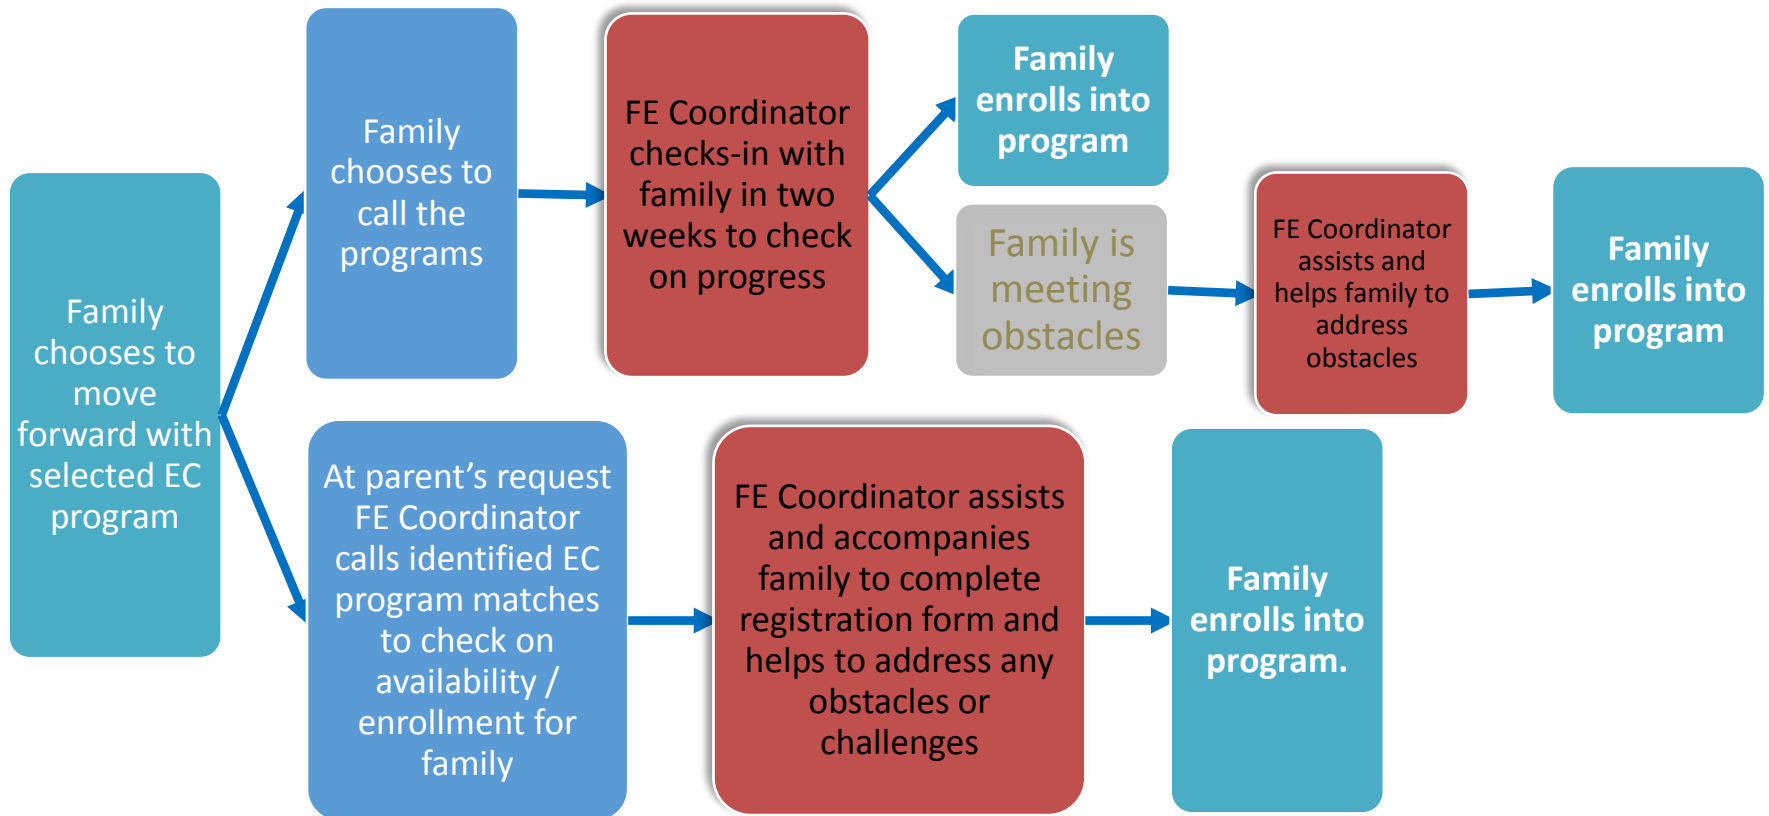 Family
chooses to
move
forward with
selected EC
program
Family
chooses to
call the
programs
FE Coordinator
checks-in with
family in two
weeks to check
on progress
Family
enrolls into
program
Family is
meeting
obstacles
FE Coordinator
assists and
helps family to
address
obstacles
Family
enrolls into
program
At parent’s request
FE Coordinator
calls identified EC
program matches
to check on
availability /
enrollment for
family
FE Coordinator assists
and accompanies
family to complete
registration form and
helps to address any
obstacles or
challenges
Family
enrolls into
program.